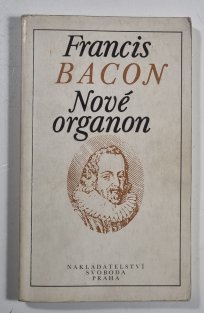 Francis
BACON
Nové
organon
NAKLADATELSTVÍ
SVOBODA
PRAHA